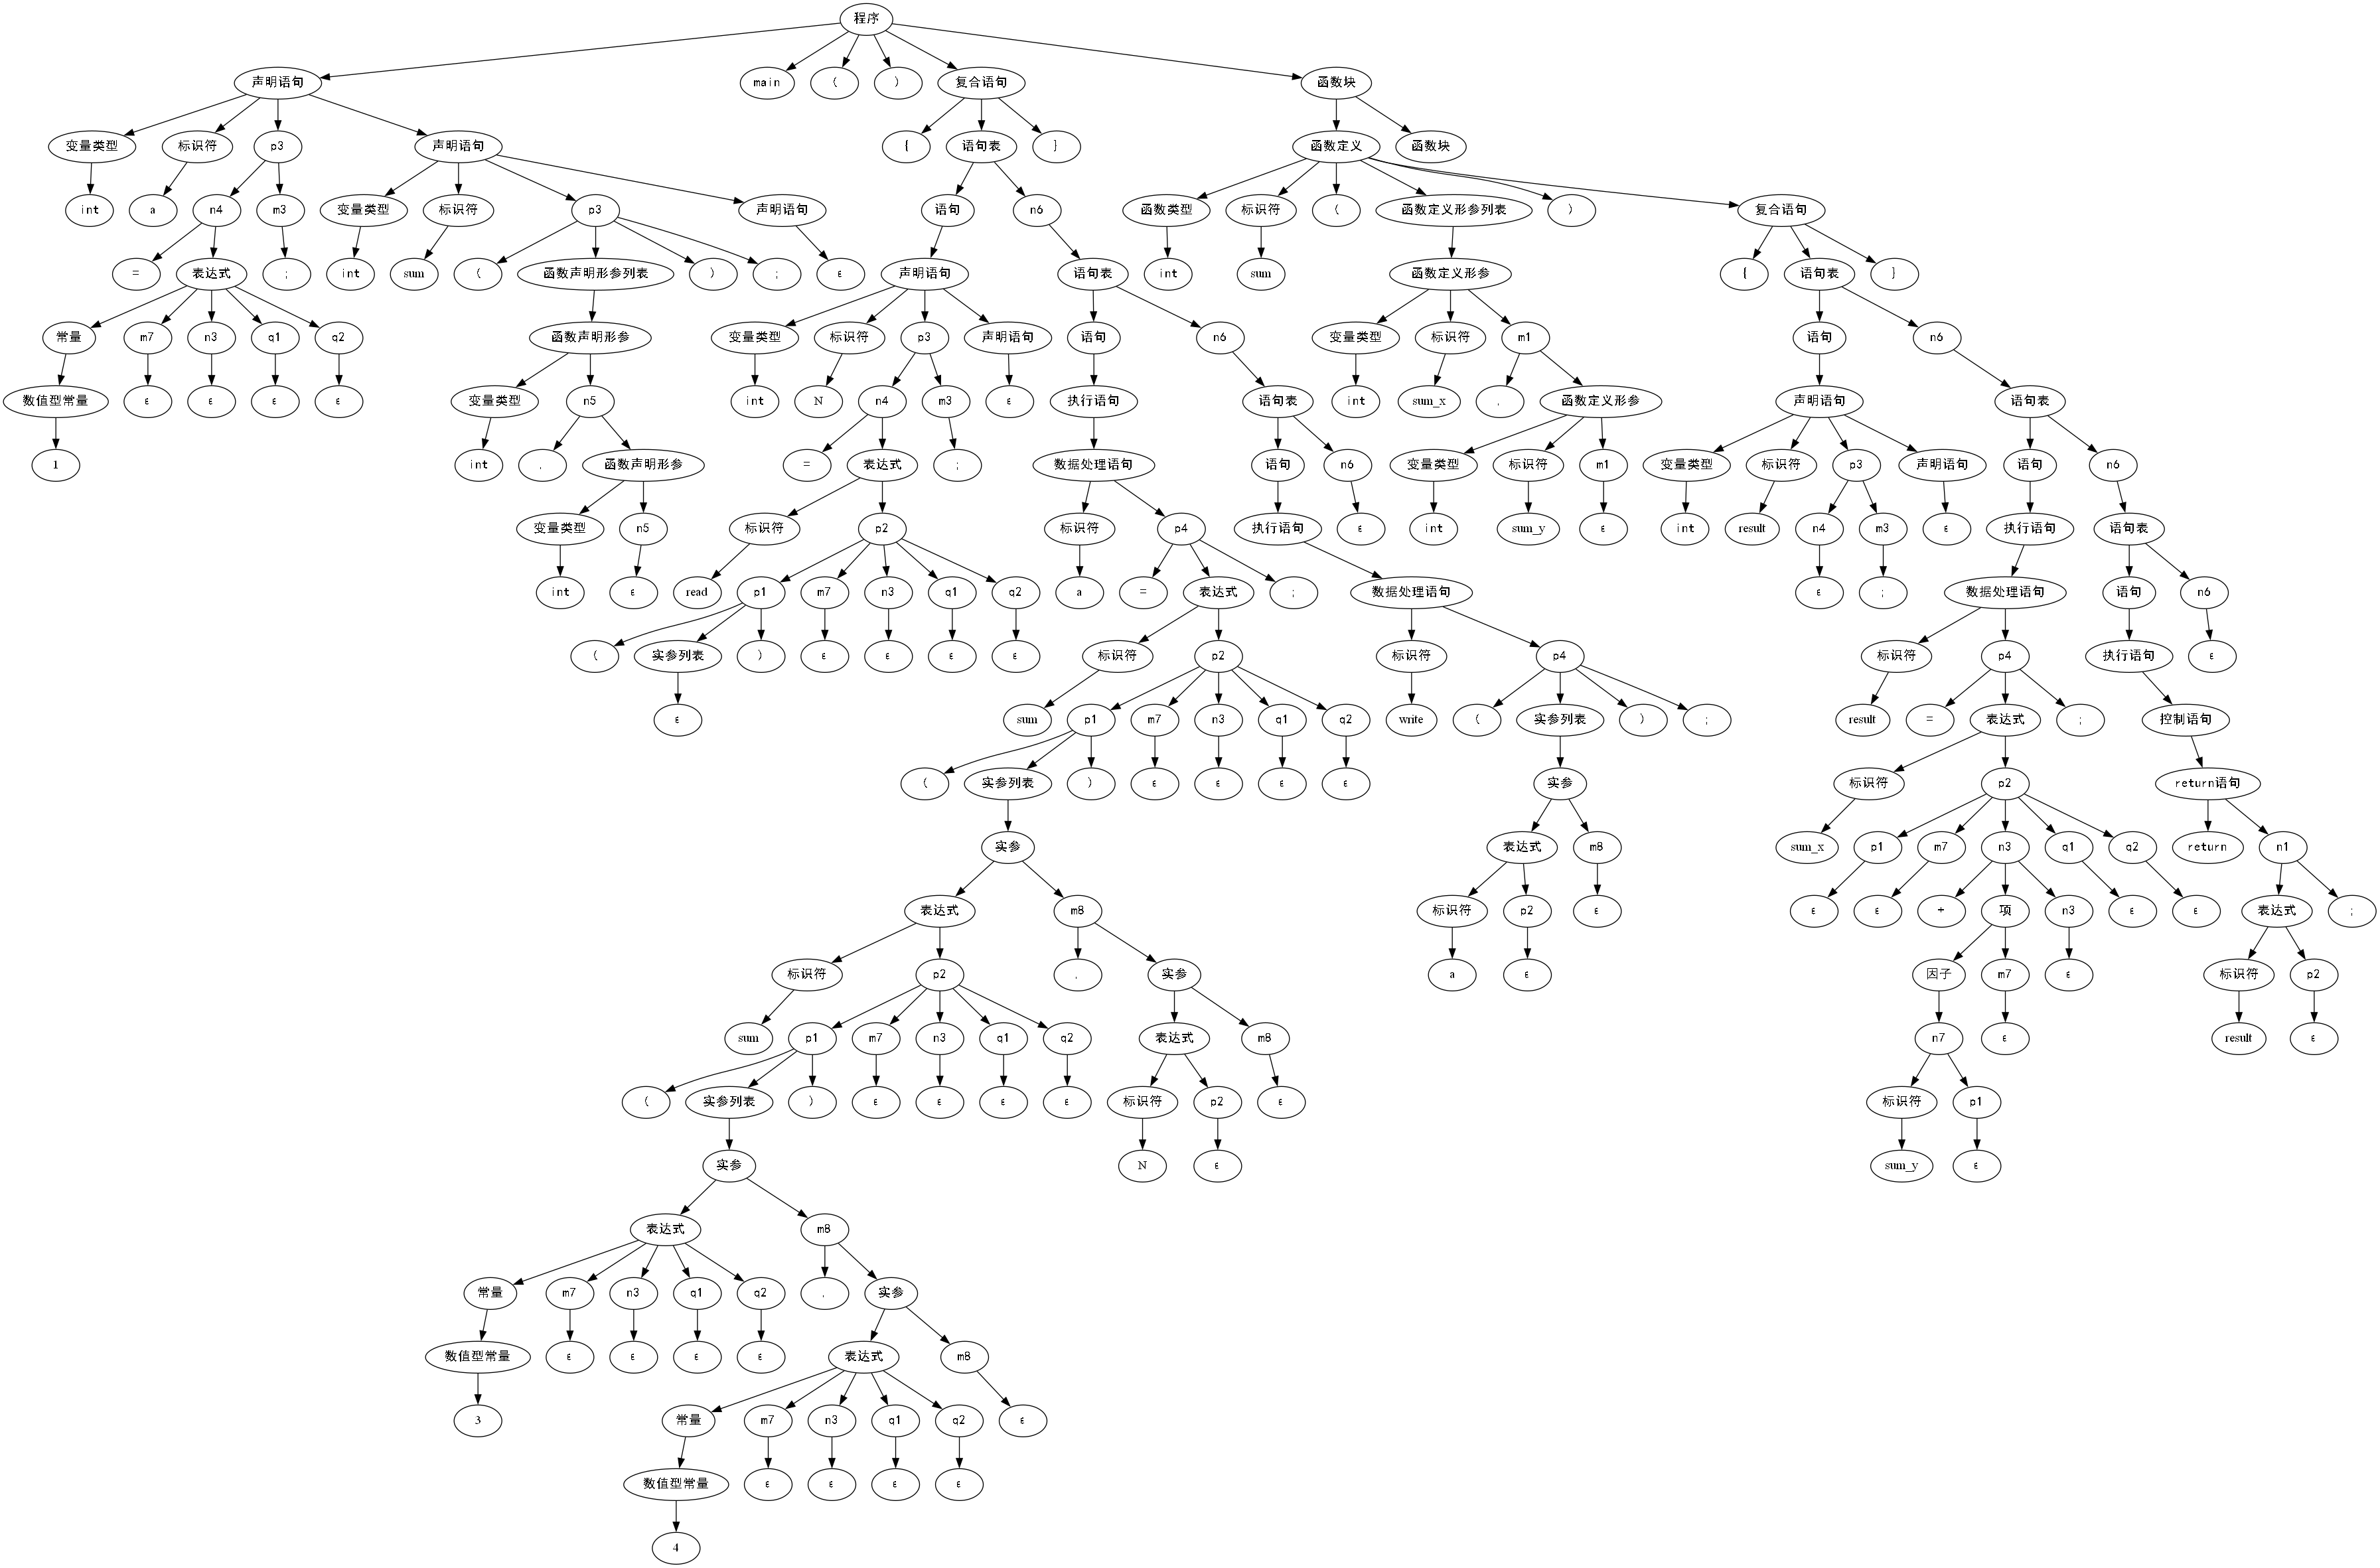 程序
声明语句 main ( ) 复合语句 函数块
变量类型 标识符 p3 声明语句 { 语句表 } 函数定义 函数块
int a n4 m3 变量类型 标识符 p3 声明语句 语句 n6 函数类型 标识符 ( 函数定义形参列表 ) 复合语句
= 表达式 ; int sum ( 函数声明形参列表 ) ; ε 声明语句 语句表 int sum 函数定义形参 { 语句表 }
常量 m7 n3 q1 q2 函数声明形参 变量类型 标识符 p3 声明语句 语句 n6 变量类型 标识符 m1 语句 n6
数值型常量 ε ε ε ε 变量类型 n5 int N n4 m3 ε 执行语句 语句表 int sum_x , 函数定义形参 声明语句 语句表
1 int , 函数声明形参 = 表达式 ; 数据处理语句 语句 n6 变量类型 标识符 m1 变量类型 标识符 p3 声明语句 语句 n6
变量类型 n5 标识符 p2 标识符 p4 执行语句 ε int sum_y ε int result n4 m3 ε 执行语句 语句表
int ε read p1 m7 n3 q1 q2 a = 表达式 ; 数据处理语句 ε ; 数据处理语句 语句 n6
( 实参列表 ) ε ε ε ε 标识符 p2 标识符 p4 标识符 p4 执行语句 ε
ε sum p1 m7 n3 q1 q2 write ( 实参列表 ) ; result = 表达式 ; 控制语句
( 实参列表 ) ε ε ε ε 实参 标识符 p2 return语句
实参 表达式 m8 sum_x p1 m7 n3 q1 q2 return n1
表达式 m8 标识符 p2 ε ε ε + 项 n3 ε ε 表达式 ;
标识符 p2 , 实参 a ε 因子 m7 ε 标识符 p2
sum p1 m7 n3 q1 q2 表达式 m8 n7 ε result ε
( 实参列表 ) ε ε ε ε 标识符 p2 ε 标识符 p1
实参 N ε sum_y ε
表达式 m8
常量 m7 n3 q1 q2 , 实参
数值型常量 ε ε ε ε 表达式 m8
3 常量 m7 n3 q1 q2 ε
数值型常量 ε ε ε ε
4